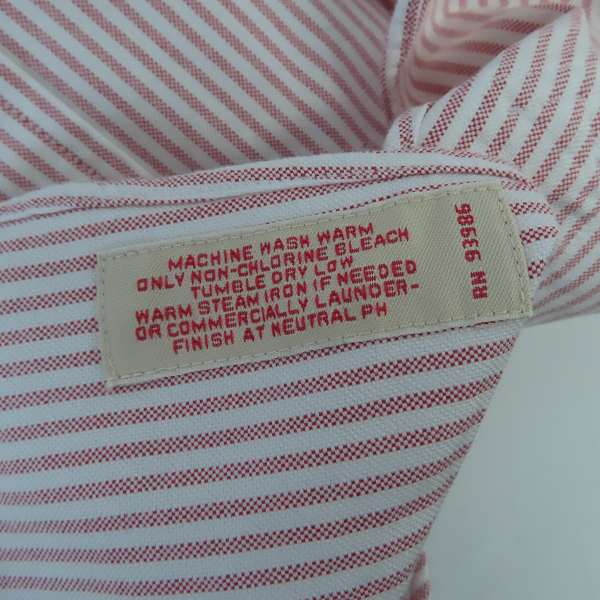 MACHINE WASH WARM
ONLY NON-CHLORINE BLEACH
TUMBLE DRY LOW
WARM STEAM IRON IF NEEDED
OR COMMERCIALLY LAUNDER-
FINISH AT NEUTRAL PH
RN 93986